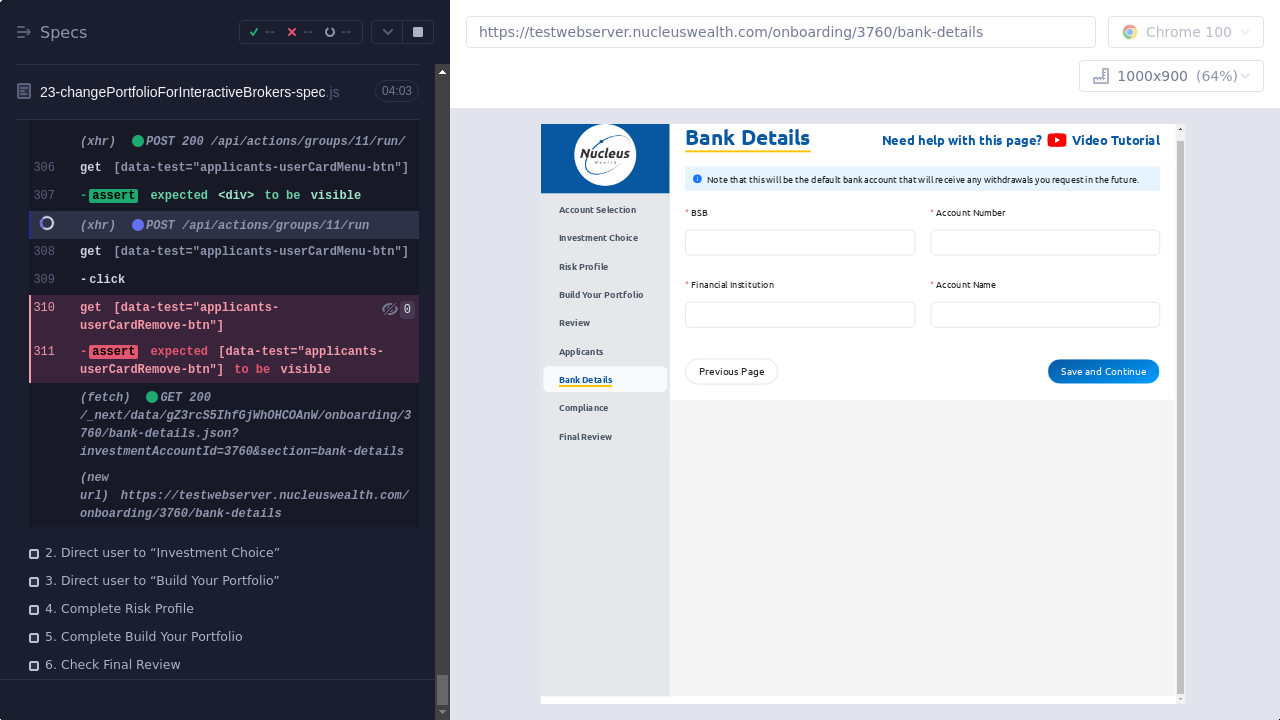 Specs
-- -- --
https://testwebserver.nucleuswealth.com/onboarding/3760/bank-details
Chrome 100
1000x900 (64%)
23-changePortfolioForInteractiveBrokers-spec.js
04:03
(xhr) POST 200 /api/actions/groups/11/run/
306 get [data-test="applicants-userCardMenu-btn"]
307 -assert expected <div> to be visible
(xhr) POST /api/actions/groups/11/run
308 get [data-test="applicants-userCardMenu-btn"]
309 -click
310 get [data-test="applicants-
userCardRemove-btn"]
0
311 -assert expected [data-test="applicants-
userCardRemove-btn"] to be visible
(fetch) GET 200
/_next/data/gZ3rcS5IhfGjWhOHCOAnW/onboarding/3
760/bank-details.json?
investmentAccountId=3760&section=bank-details
(new
url) https://testwebserver.nucleuswealth.com/
onboarding/3760/bank-details
2. Direct user to “Investment Choice”
3. Direct user to “Build Your Portfolio”
4. Complete Risk Profile
5. Complete Build Your Portfolio
6. Check Final Review
Nucleus
Wealth
Account Selection
Investment Choice
Risk Profile
Build Your Portfolio
Review
Applicants
Bank Details
Compliance
Final Review
Bank Details
Need help with this page? Video Tutorial
Note that this will be the default bank account that will receive any withdrawals you request in the future.
* BSB
* Account Number
* Financial Institution
* Account Name
Previous Page
Save and Continue